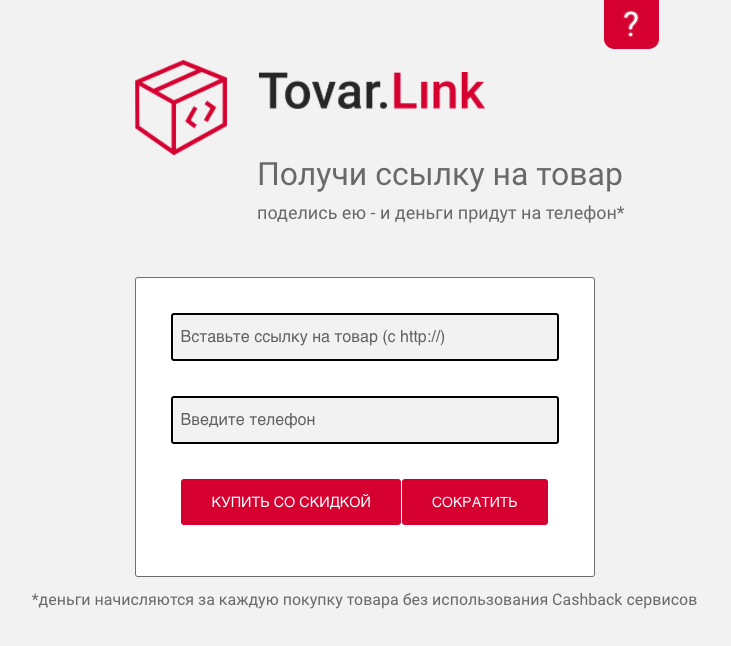 ?
Tovar.Lınk
Получи ссылку на товар
поделись ею - и деньги придут на телефон*
Вставьте ссылку на товар (с http://)
Введите телефон
КУПИТЬ СО СКИДКОЙ СОКРАТИТЬ
*деньги начисляются за каждую покупку товара без использования Cashback сервисов